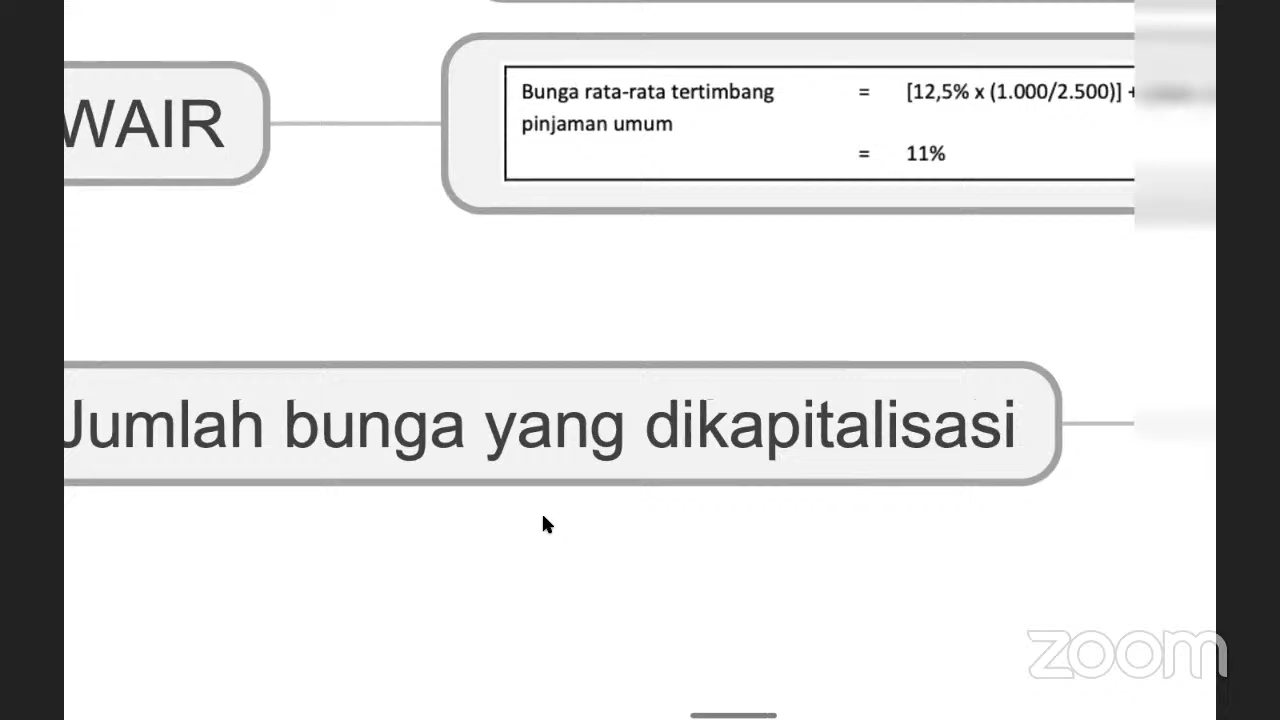 WAIR
Bunga rata-rata tertimbang = [12,5% x (1.000/2.500)] +
pinjaman umum
= 11%
Jumlah bunga yang dikapitalisasi
zoom